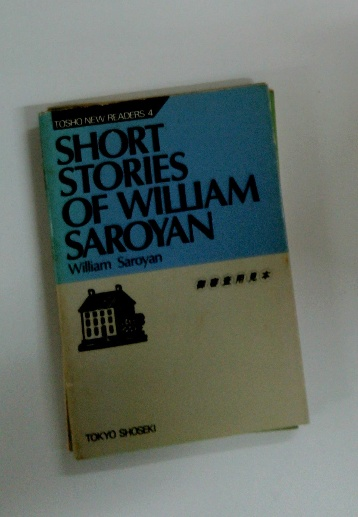 TOSHO NEW READERS 4
SHORT
STORIES
OF WILLIAM
SAROYAN
William Saroyan
御審査用見本
TOKYO SHOSEKI